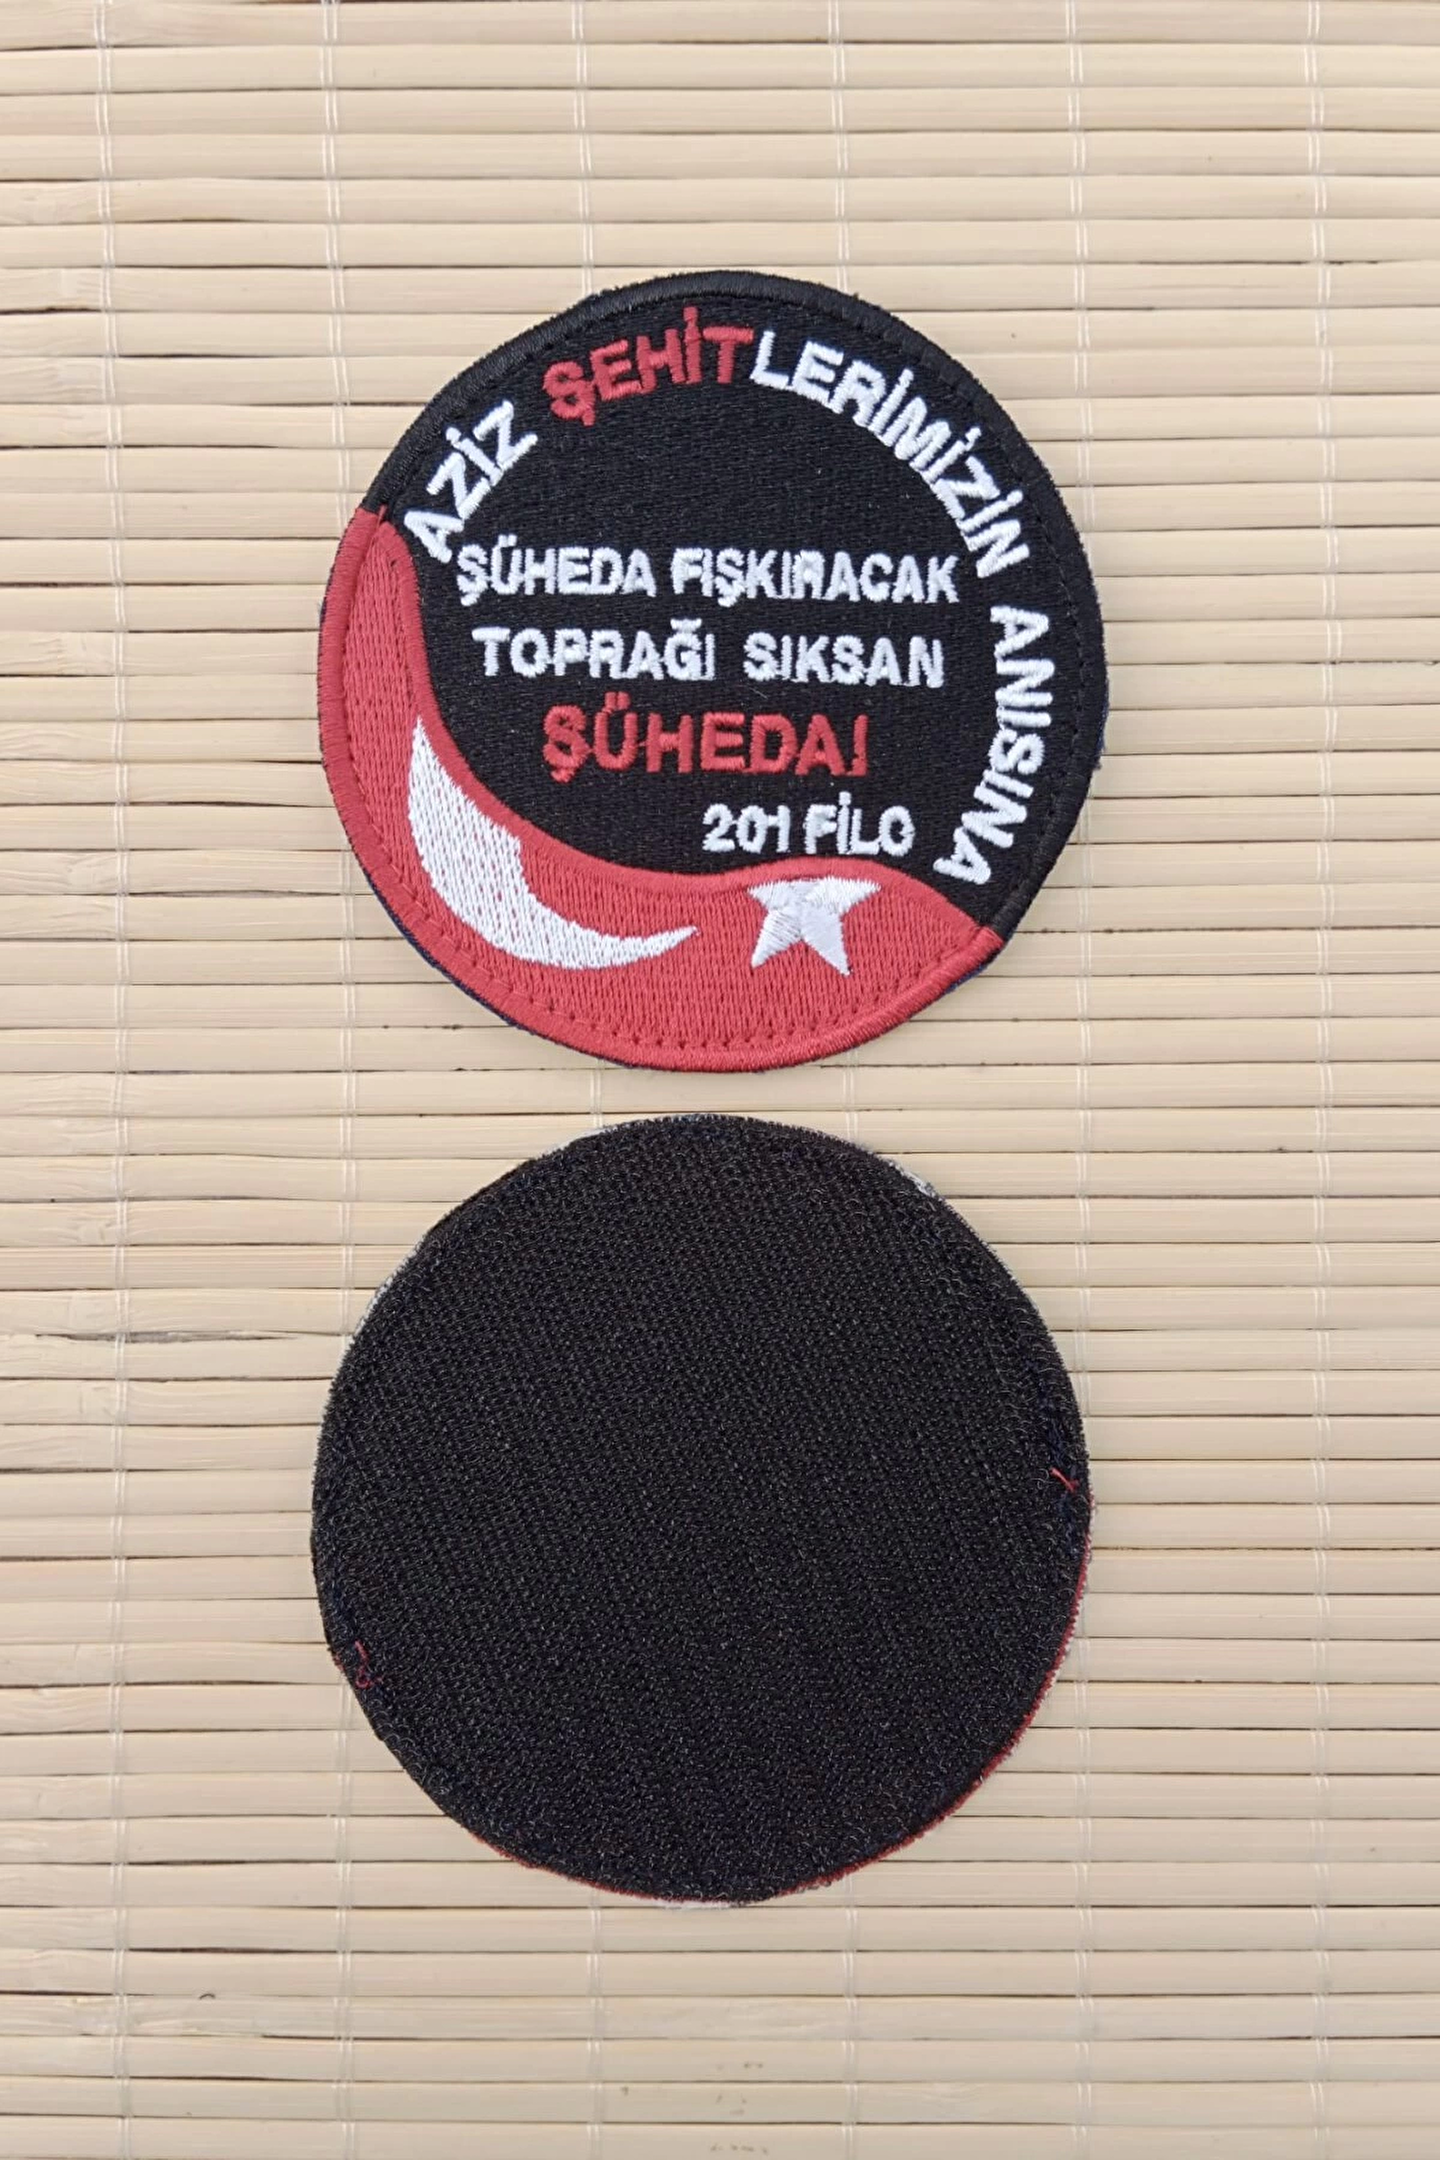 AZİZ ŞEHİTLERİMİZİN ANISINA
ŞÜHEDA FIŞKIRACAK
TOPRAĞI SIKSAN
ŞÜHEDA!
201 FİLO